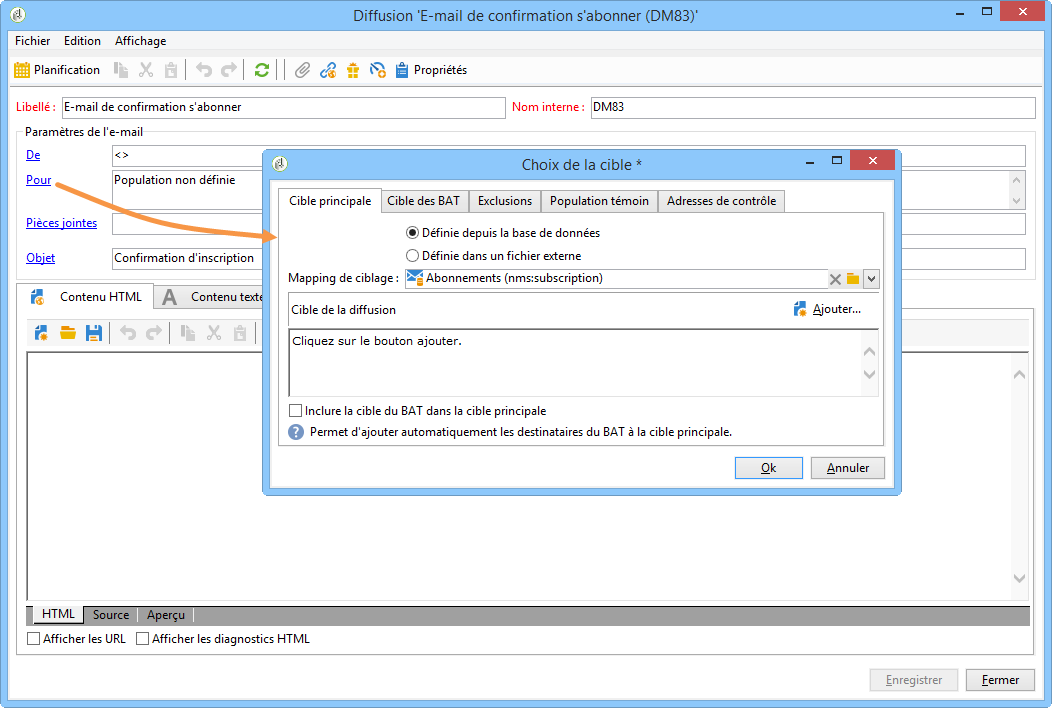 Diffusion 'E-mail de confirmation s'abonner (DM83)'
Fichier Edition Affichage
Planification Propriétés
Libellé : E-mail de confirmation s'abonner Nom interne : DM83
Paramètres de l'e-mail
De <>
Pour Population non définie
Pièces jointes
Objet Confirmation d'inscription
Contenu HTML Contenu texte
Choix de la cible *
Cible principale Cible des BAT Exclusions Population témoin Adresses de contrôle
Définie depuis la base de données
Définie dans un fichier externe
Mapping de ciblage : Abonnements (nms:subscription)
Cible de la diffusion Ajouter...
Cliquez sur le bouton ajouter.
Inclure la cible du BAT dans la cible principale
Permet d'ajouter automatiquement les destinataires du BAT à la cible principale.
Ok Annuler
HTML Source Aperçu
Afficher les URL Afficher les diagnostics HTML
Enregistrer Fermer